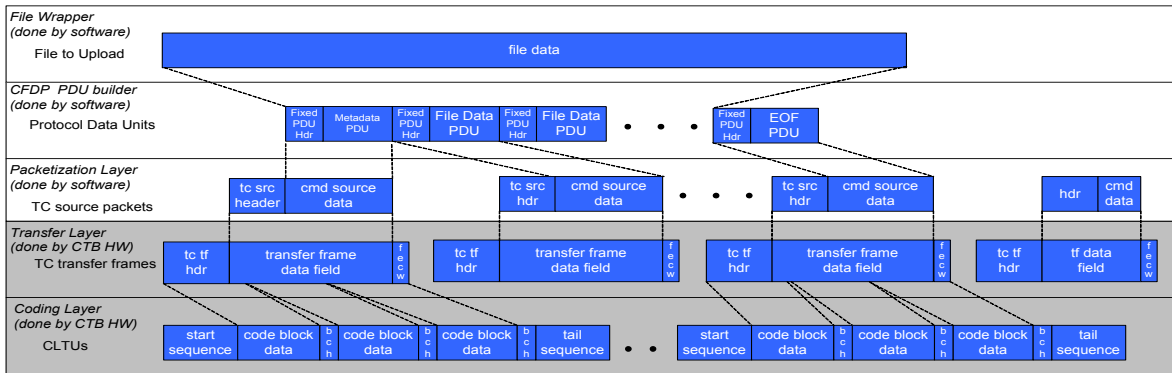 File Wrapper
(done by software)
File to Upload
file data
CFDP PDU builder
(done by software)
Protocol Data Units
Fixed
PDU
Hdr
Metadata
PDU
Fixed
PDU
Hdr
File Data
PDU
Fixed
PDU
Hdr
File Data
PDU
Fixed
PDU
Hdr
EOF
PDU
Packetization Layer
(done by software)
TC source packets
tc src
header
cmd source
data
tc src
hdr
cmd source
data
tc src
hdr
cmd source
data
hdr
cmd
data
Transfer Layer
(done by CTB HW)
TC transfer frames
tc tf
hdr
transfer frame
data field
f
e
c
w
tc tf
hdr
transfer frame
data field
f
e
c
w
tc tf
hdr
transfer frame
data field
f
e
c
w
tc tf
hdr
tf data
field
f
e
c
w
Coding Layer
(done by CTB HW)
CLTUs
start
sequence
code block
data
b
c
h
code block
data
b
c
h
code block
data
b
c
h
tail
sequence
start
sequence
code block
data
b
c
h
code block
data
b
c
h
code block
data
b
c
h
tail
sequence